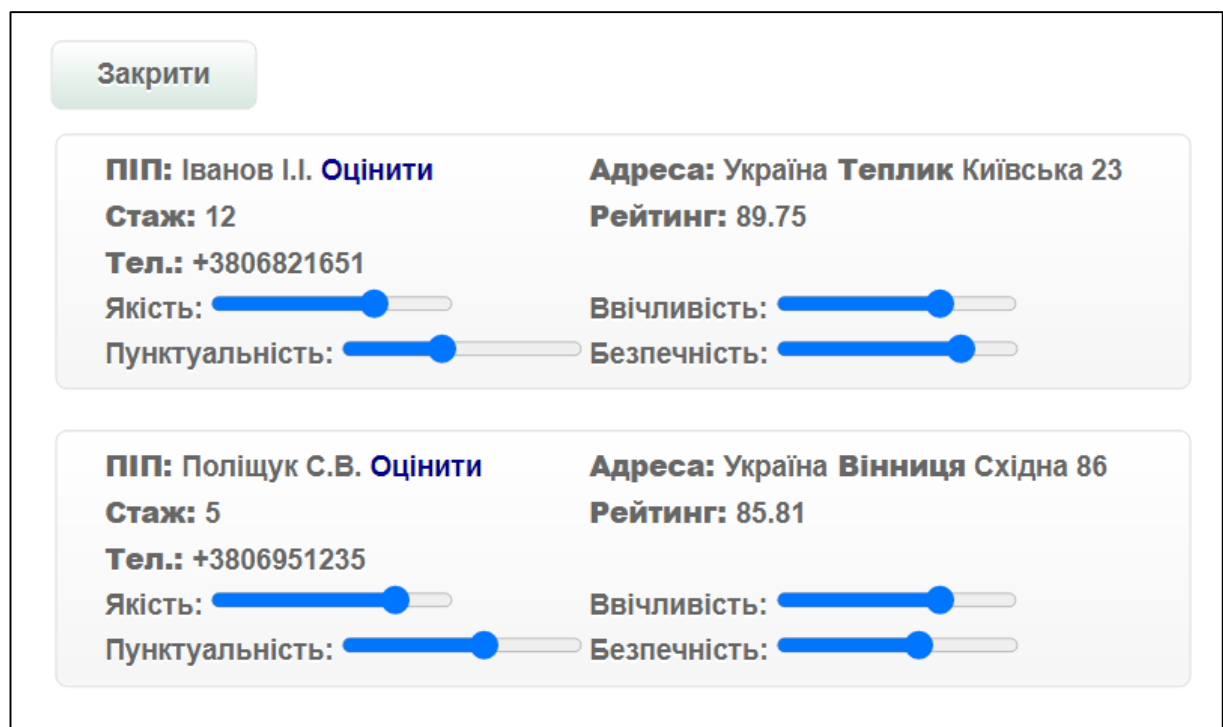 Закрити
ПІП: Іванов І.І. Оцінити
Адреса: Україна Теплик Київська 23
Стаж: 12
Рейтинг: 89.75
Тел.: +3806821651
Якість:
Ввічливість:
Пунктуальність:
Безпечність:
ПІП: Поліщук С.В. Оцінити
Адреса: Україна Вінниця Східна 86
Стаж: 5
Рейтинг: 85.81
Тел.: +3806951235
Якість:
Ввічливість:
Пунктуальність:
Безпечність: